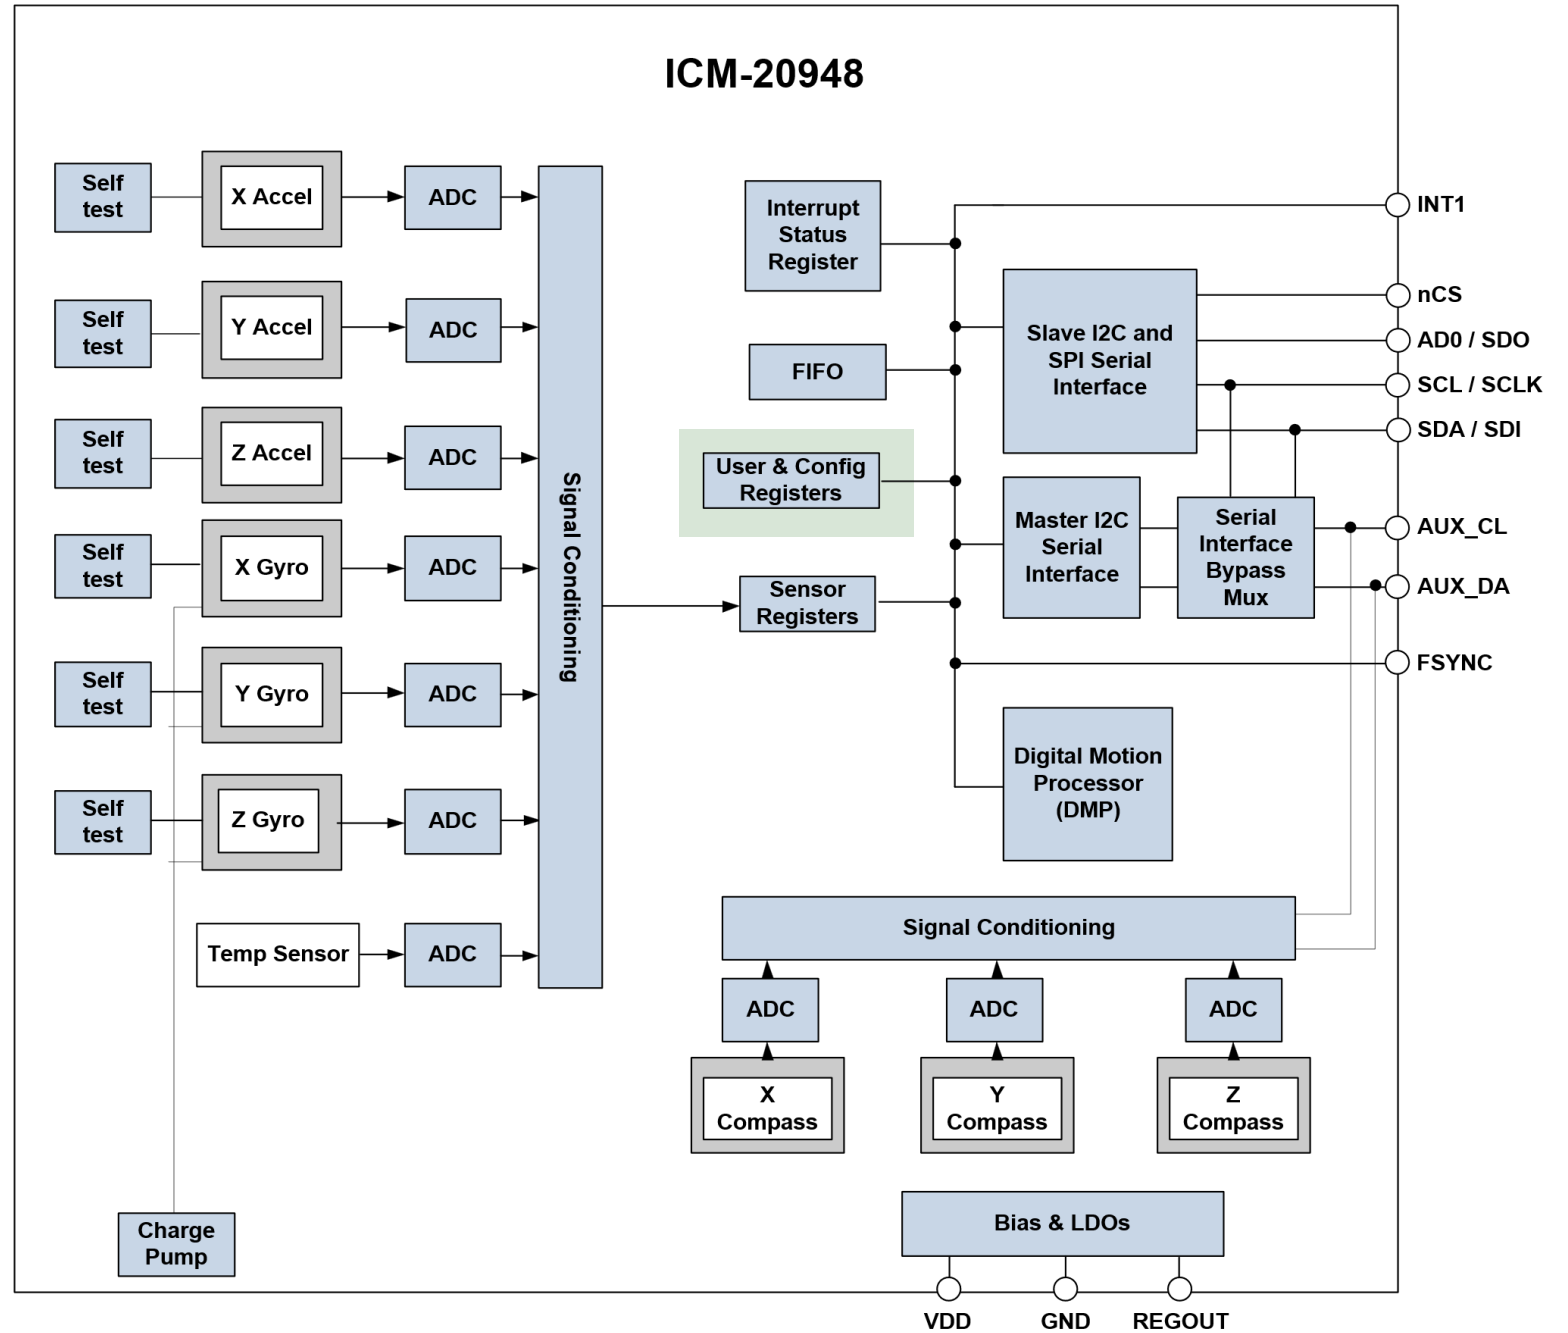 ICM-20948
Self
test
X Accel
ADC
Self
test
Y Accel
ADC
Self
test
Z Accel
ADC
Self
test
X Gyro
ADC
Self
test
Y Gyro
ADC
Self
test
Z Gyro
ADC
Temp Sensor
ADC
Signal Conditioning
Charge
Pump
Interrupt
Status
Register
FIFO
User & Config
Registers
Sensor
Registers
Slave I2C and
SPI Serial
Interface
Master I2C
Serial
Interface
Serial
Interface
Bypass
Mux
Digital Motion
Processor
(DMP)
INT1
nCS
AD0 / SDO
SCL / SCLK
SDA / SDI
AUX_CL
AUX_DA
FSYNC
Signal Conditioning
ADC
ADC
ADC
X
Compass
Y
Compass
Z
Compass
Bias & LDOs
VDD
GND
REGOUT